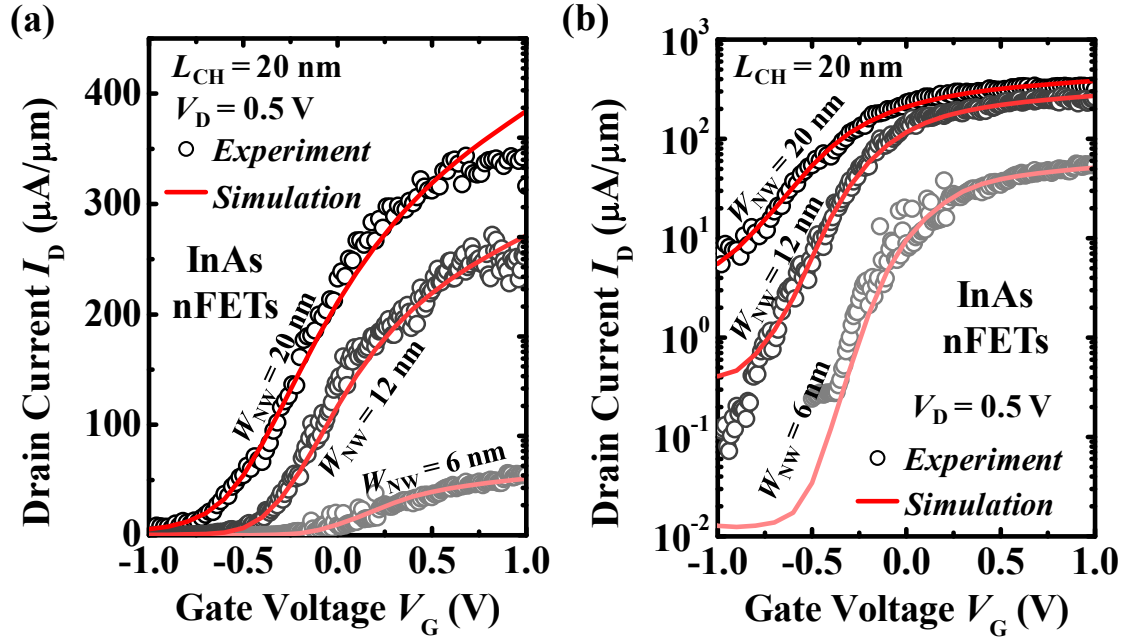 (a)
L_CH = 20 nm
V_D = 0.5 V
Experiment
Simulation
InAs
nFETs
W_NW = 20 nm
W_NW = 12 nm
W_NW = 6 nm
400
300
200
100
0
-1.0 -0.5 0.0 0.5 1.0
Gate Voltage V_G (V)
Drain Current I_D (μA/μm)
(b)
L_CH = 20 nm
W_NW = 20 nm
W_NW = 12 nm
W_NW = 6 nm
InAs
nFETs
V_D = 0.5 V
Experiment
Simulation
10^3
10^2
10^1
10^0
10^-1
10^-2
-1.0 -0.5 0.0 0.5 1.0
Gate Voltage V_G (V)
Drain Current I_D (μA/μm)